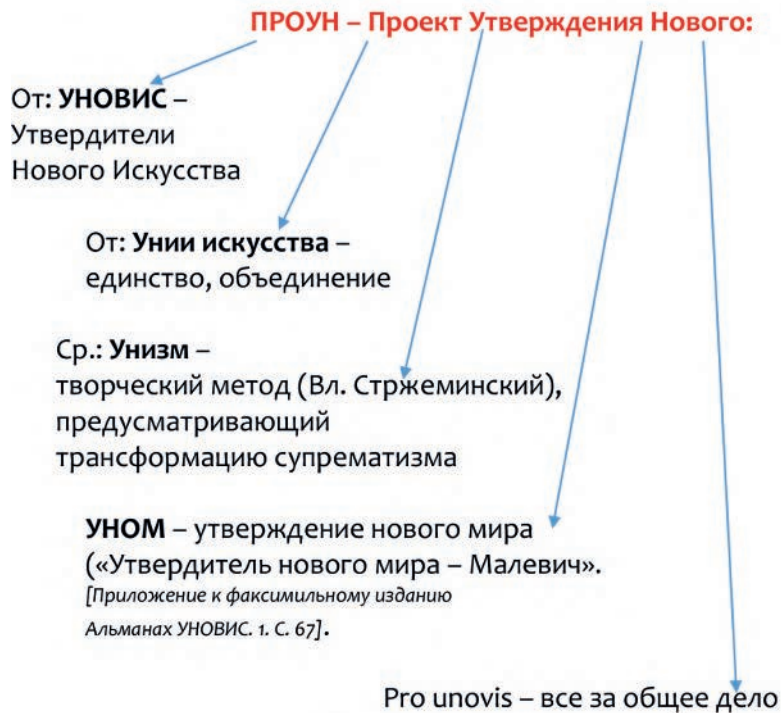 ПРОУН – Проект Утверждения Нового:
От: УНОВИС –
Утвердители
Нового Искусства
От: Унии искусства –
единство, объединение
Ср.: Унизм –
творческий метод (Вл. Стржеминский),
предусматривающий
трансформацию супрематизма
УНОМ – утверждение нового мира
(«Утвердитель нового мира – Малевич».
[Приложение к факсимильному изданию
Альманах УНОВИС. 1. С. 67].
Pro unovis – все за общее дело